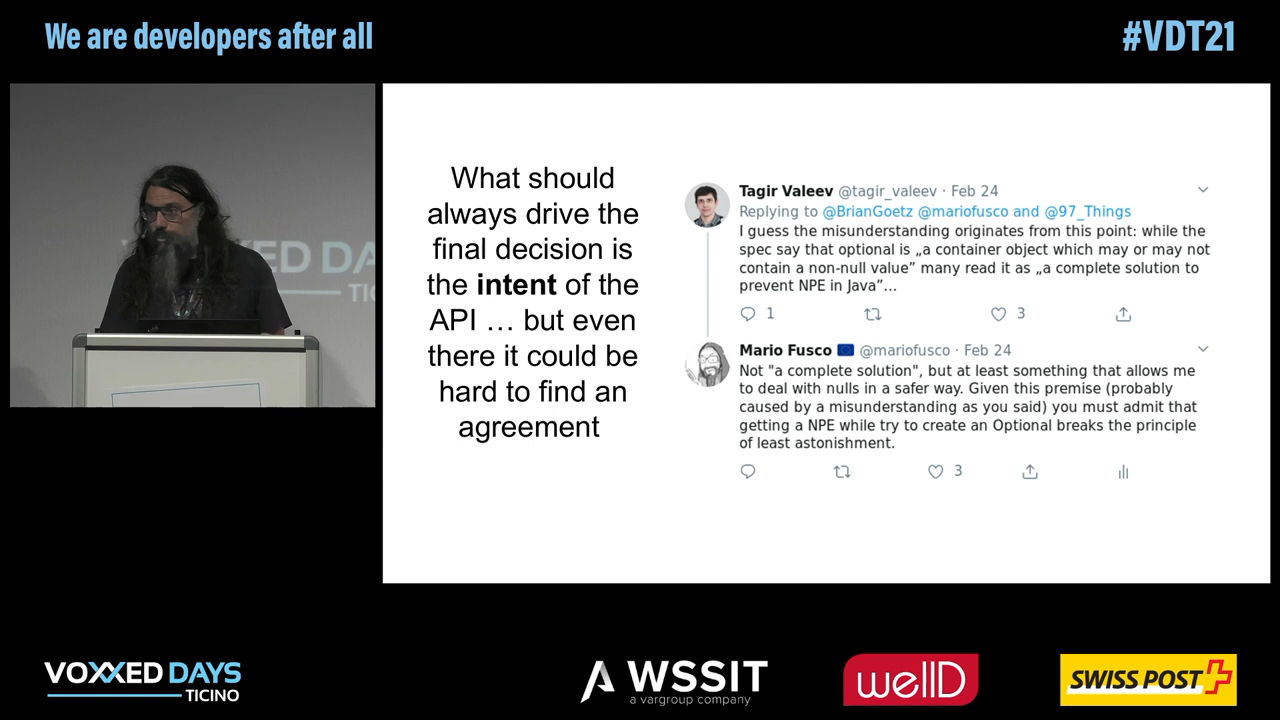 We are developers after all
#VDT21
ED DA
TIC
What should
always drive the
final decision is
the intent of the
API … but even
there it could be
hard to find an
agreement
Tagir Valeev @tagir_valeev · Feb 24
Replying to @BrianGoetz @mariofusco and @97_Things
I guess the misunderstanding originates from this point: while the
spec say that optional is „a container object which may or may not
contain a non-null value” many read it as „a complete solution to
prevent NPE in Java”…
1
3
Mario Fusco @mariofusco · Feb 24
Not "a complete solution", but at least something that allows me
to deal with nulls in a safer way. Given this premise (probably
caused by a misunderstanding as you said) you must admit that
getting a NPE while try to create an Optional breaks the principle
of least astonishment.
3
VOXXED DAYS
TICINO
WSSIT
a vargroup company
wellD
SWISS POST